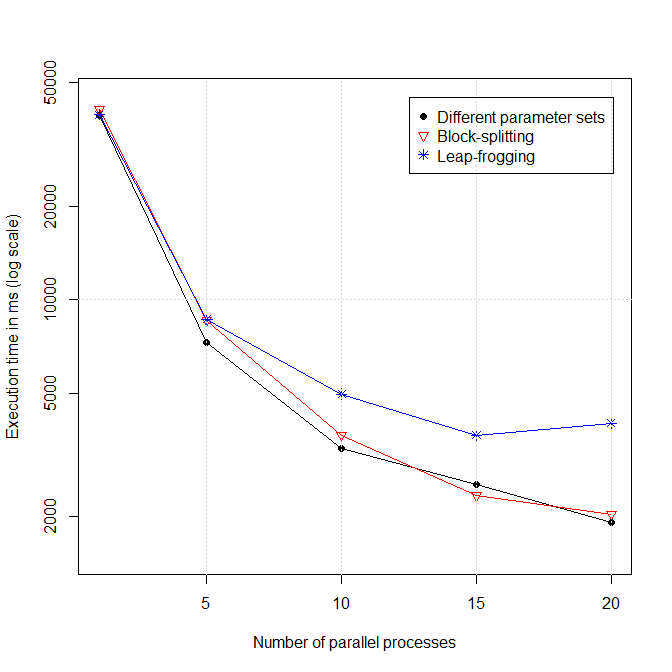 Different parameter sets
Block-splitting
Leap-frogging
50000
20000
10000
5000
2000
Execution time in ms (log scale)
5 10 15 20
Number of parallel processes